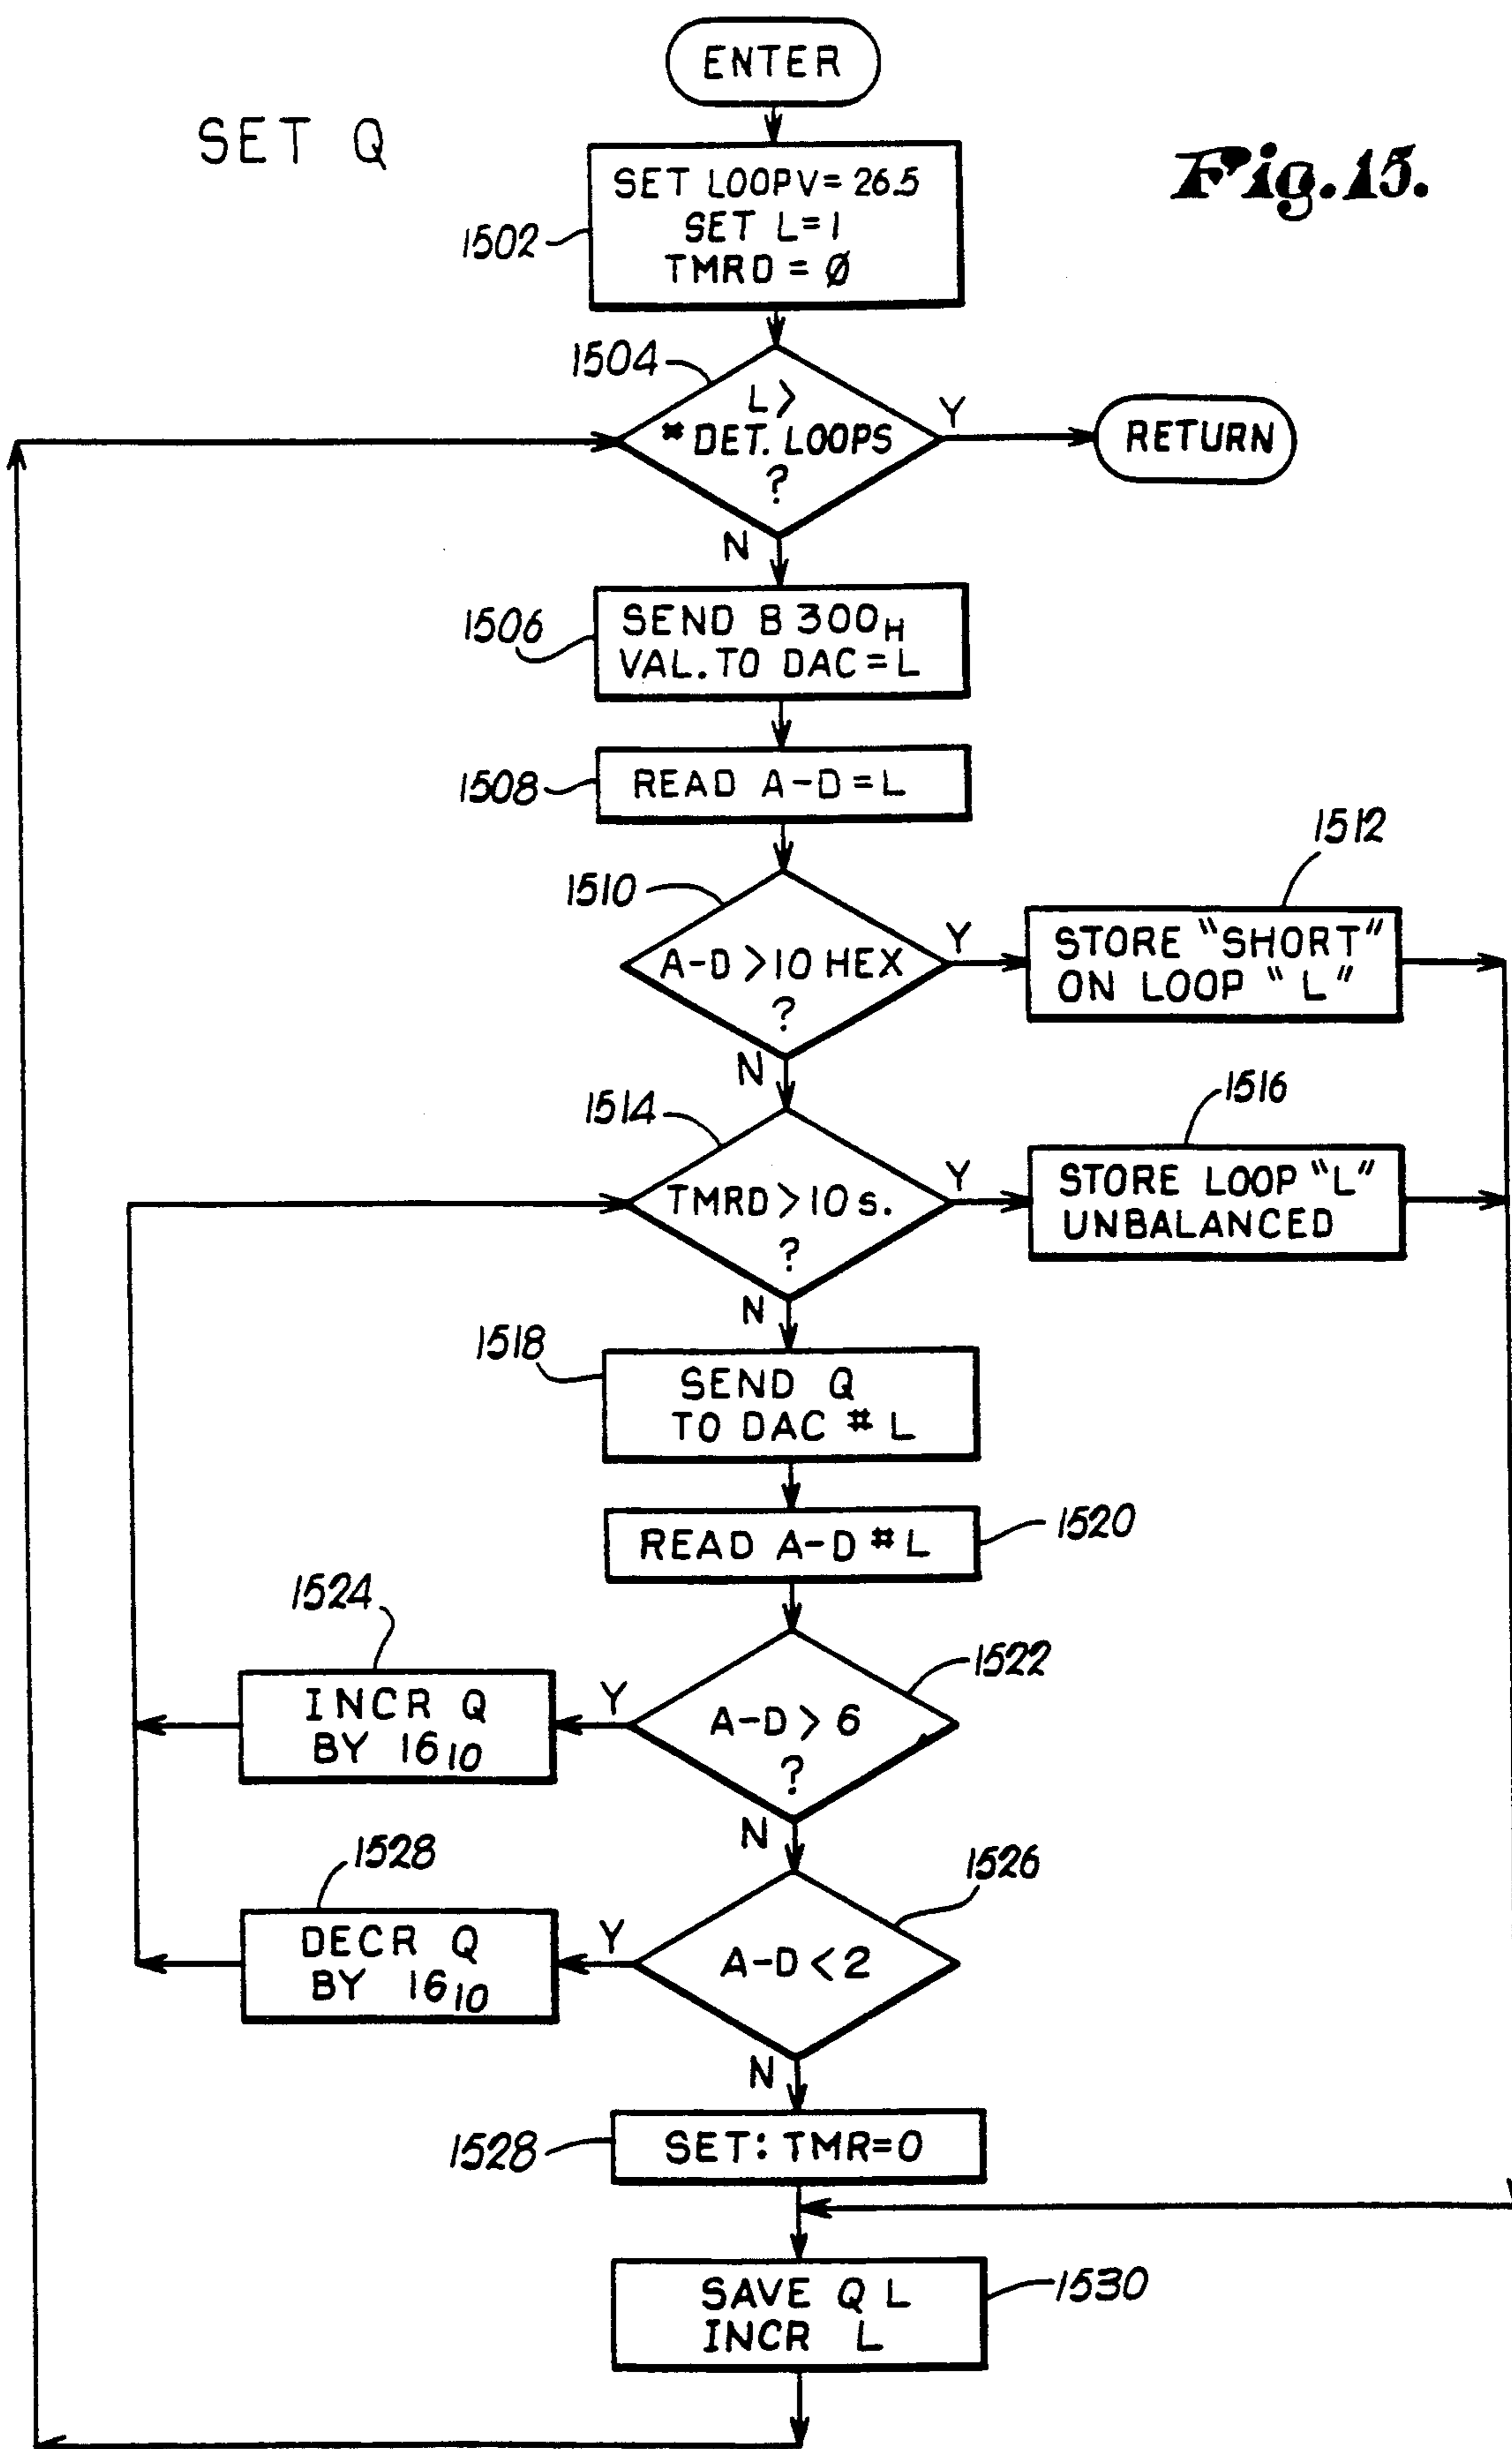 ENTER
SET Q
Fig. 15.
SET LOOPV = 26.5
SET L = 1
TMRD = Ø
1502
1504
L >
# DET. LOOPS
?
Y
RETURN
N
1506
SEND B 300H
VAL. TO DAC = L
1508
READ A-D = L
1510
A-D > 10 HEX
?
Y
1512
STORE "SHORT"
ON LOOP "L"
N
1514
TMRD > 10 s.
?
Y
1516
STORE LOOP "L"
UNBALANCED
N
1518
SEND Q
TO DAC # L
READ A-D # L
1520
1524
INCR Q
BY 16₁₀
Y
A-D > 6
?
1522
N
1528
DECR Q
BY 16₁₀
Y
A-D < 2
1526
N
1528
SET: TMR=0
SAVE Q L
INCR L
1530